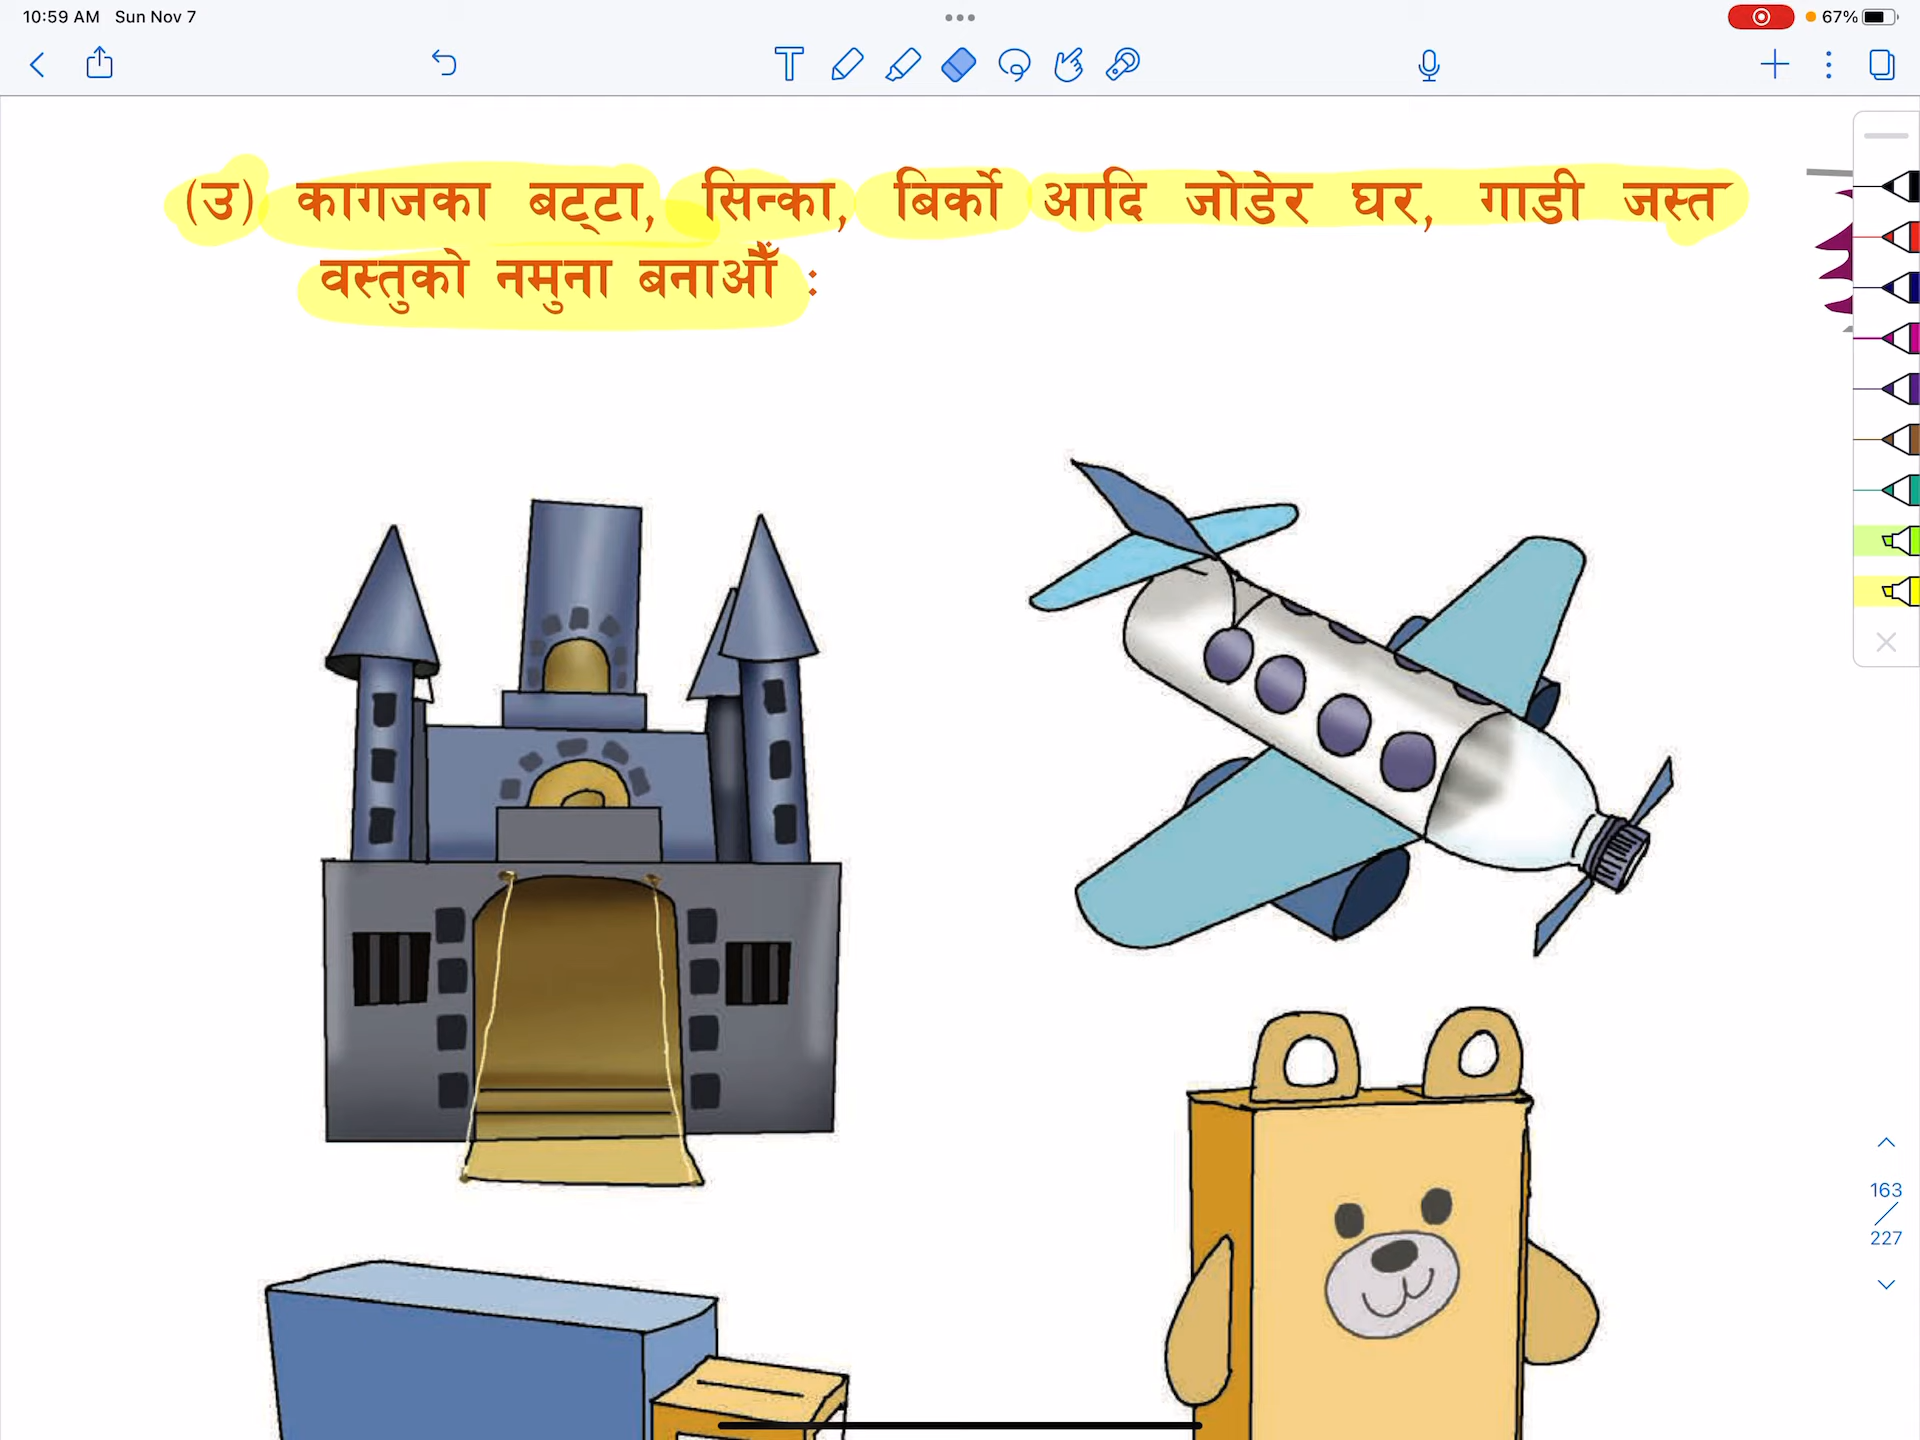 10:59 AM Sun Nov 7
67%
(उ) कागजका बट्टा, सिन्का, बिर्को आदि जोडेर घर, गाडी जस्त
वस्तुको नमुना बनाऔँ :
163
227